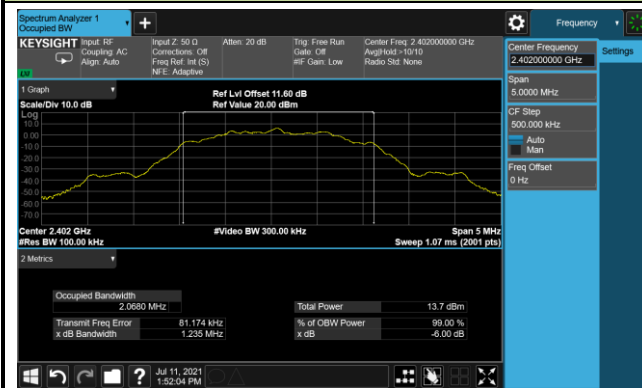 Spectrum Analyzer 1
Occupied BW
+
Frequency
KEYSIGHT Input: RF
Coupling: AC
Align: Auto
Input Z: 50 Ω
Corrections: Off
Freq Ref: Int (S)
NFE: Adaptive
Atten: 20 dB
Trig: Free Run
Gate: Off
#IF Gain: Low
Center Freq: 2.402000000 GHz
Avg|Hold:>10/10
Radio Std: None
Center Frequency
2.402000000 GHz
Settings
Span
5.0000 MHz
CF Step
500.000 kHz
Auto
Man
Freq Offset
0 Hz
1 Graph
Scale/Div 10.0 dB
Ref Lvl Offset 11.60 dB
Ref Value 20.00 dBm
Log
10.0
0.00
-10.0
-20.0
-30.0
-40.0
-50.0
-60.0
-70.0
Center 2.402 GHz
#Video BW 300.00 kHz
Span 5 MHz
#Res BW 100.00 kHz
Sweep 1.07 ms (2001 pts)
2 Metrics
Occupied Bandwidth
2.0680 MHz
Total Power 13.7 dBm
Transmit Freq Error 81.174 kHz
% of OBW Power 99.00 %
x dB Bandwidth 1.235 MHz
x dB -6.00 dB
?
Jul 11, 2021
1:52:04 PM